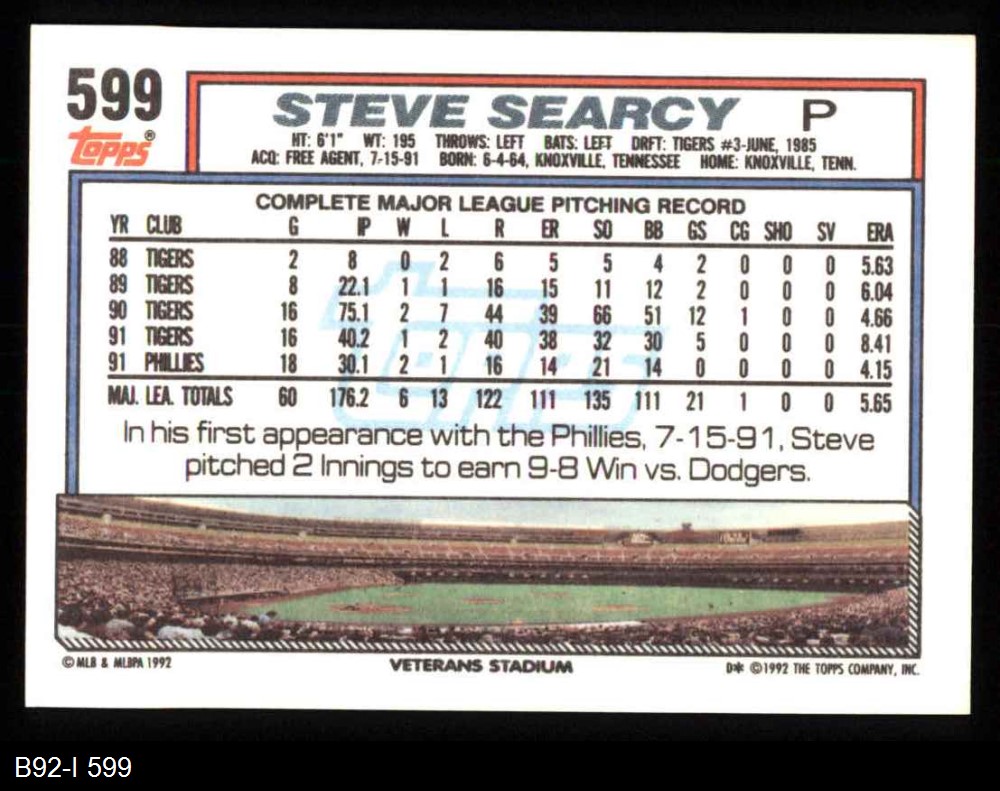 599
Topps®
STEVE SEARCY P
HT: 6'1" WT: 195 THROWS: LEFT BATS: LEFT DRFT: TIGERS #3-JUNE, 1985
ACQ: FREE AGENT, 7-15-91 BORN: 6-4-64, KNOXVILLE, TENNESSEE HOME: KNOXVILLE, TENN.
COMPLETE MAJOR LEAGUE PITCHING RECORD
YR CLUB G IP W L R ER SO BB GS CG SHO SV ERA
88 TIGERS 2 8 0 2 6 5 5 4 2 0 0 0 5.63
89 TIGERS 8 22.1 1 1 16 15 11 12 2 0 0 0 6.04
90 TIGERS 16 75.1 2 7 44 39 66 51 12 1 0 0 4.66
91 TIGERS 16 40.2 1 2 40 38 32 30 5 0 0 0 8.41
91 PHILLIES 18 30.1 2 1 16 14 21 14 0 0 0 0 4.15
MAJ. LEA. TOTALS 60 176.2 6 13 122 111 135 111 21 1 0 0 5.65
Topps
In his first appearance with the Phillies, 7-15-91, Steve
pitched 2 Innings to earn 9-8 Win vs. Dodgers.
© MLB & MLBPA 1992 VETERANS STADIUM D* ©1992 THE TOPPS COMPANY, INC.
B92-I 599